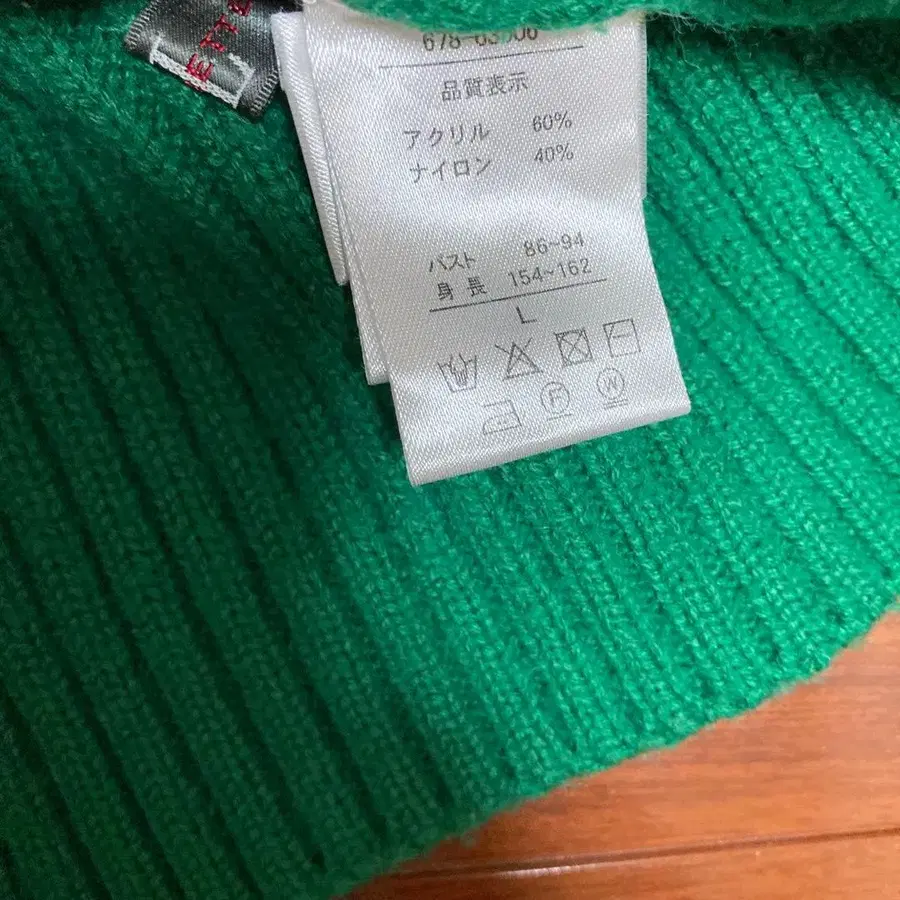 品質表示
アクリル 60%
ナイロン 40%
バスト 86~94
身長 154~162
L
F
W